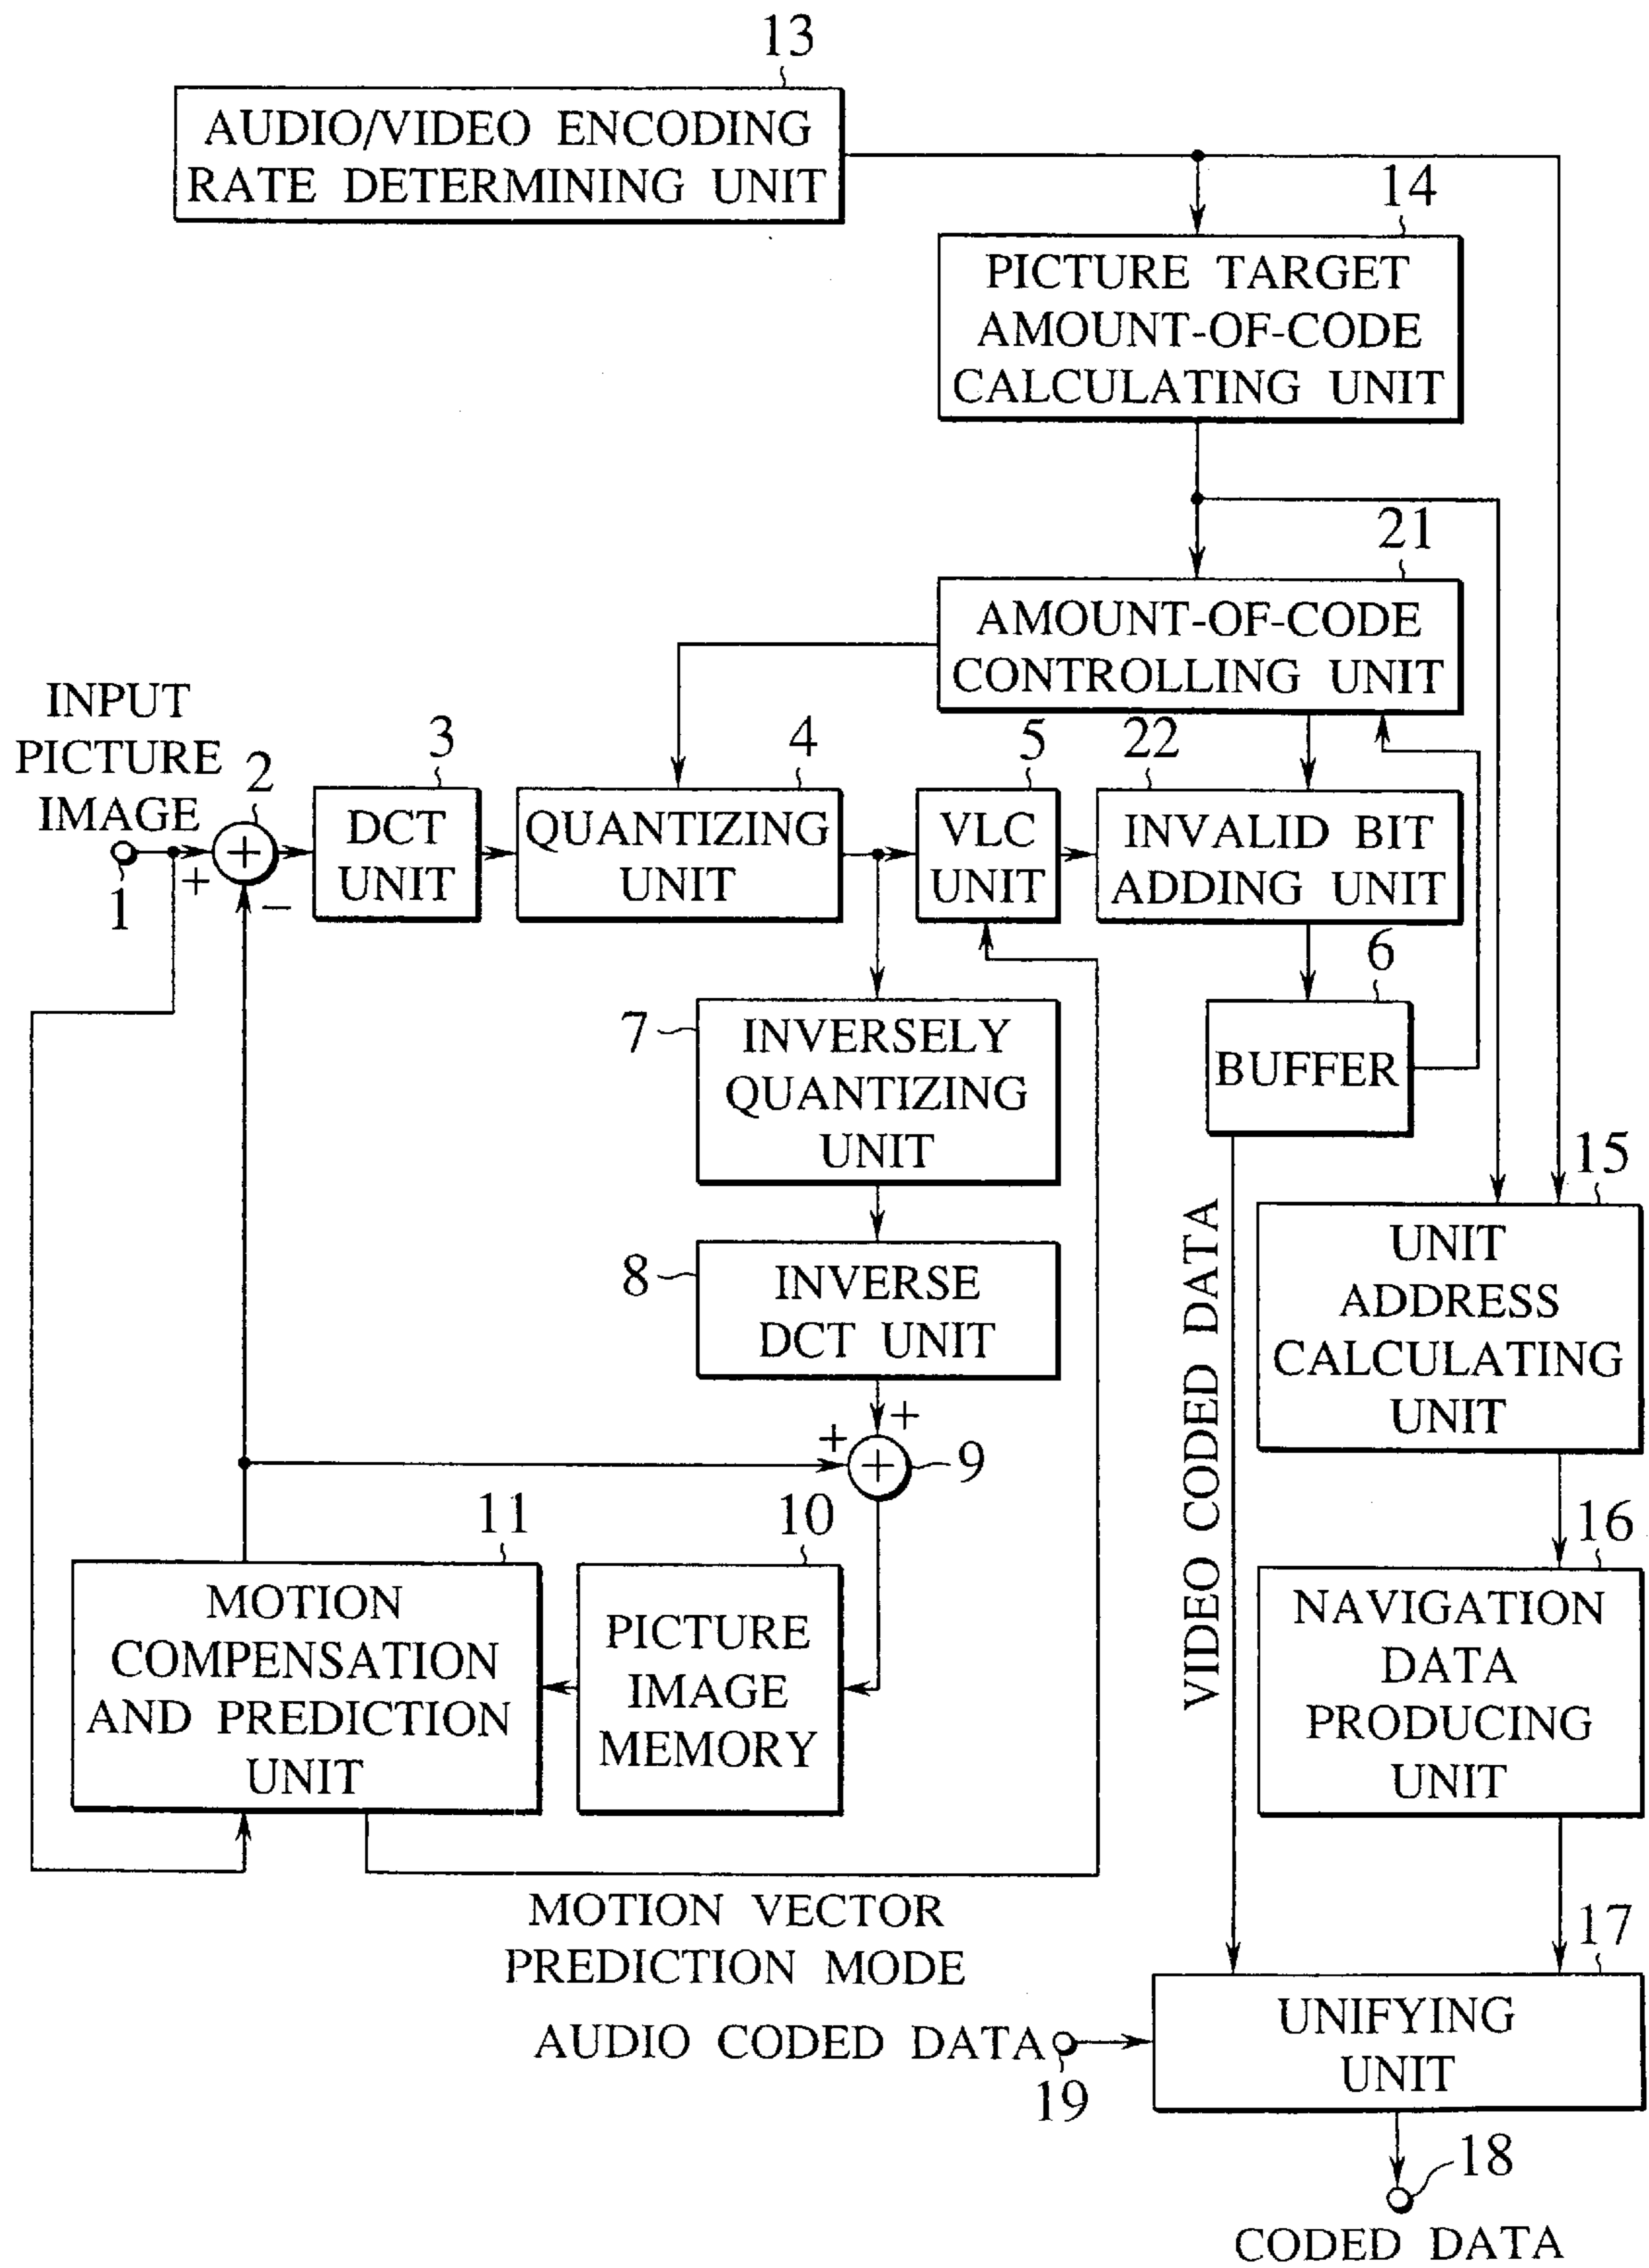 13
AUDIO/VIDEO ENCODING
RATE DETERMINING UNIT
14
PICTURE TARGET
AMOUNT-OF-CODE
CALCULATING UNIT
21
AMOUNT-OF-CODE
CONTROLLING UNIT
INPUT
PICTURE
IMAGE
1
+
2
+
−
3
DCT
UNIT
4
QUANTIZING
UNIT
5
VLC
UNIT
22
INVALID BIT
ADDING UNIT
6
BUFFER
7
INVERSELY
QUANTIZING
UNIT
8
INVERSE
DCT UNIT
+
+
+
9
15
UNIT
ADDRESS
CALCULATING
UNIT
VIDEO CODED DATA
11
MOTION
COMPENSATION
AND PREDICTION
UNIT
10
PICTURE
IMAGE
MEMORY
16
NAVIGATION
DATA
PRODUCING
UNIT
MOTION VECTOR
PREDICTION MODE
17
UNIFYING
UNIT
AUDIO CODED DATA
19
18
CODED DATA